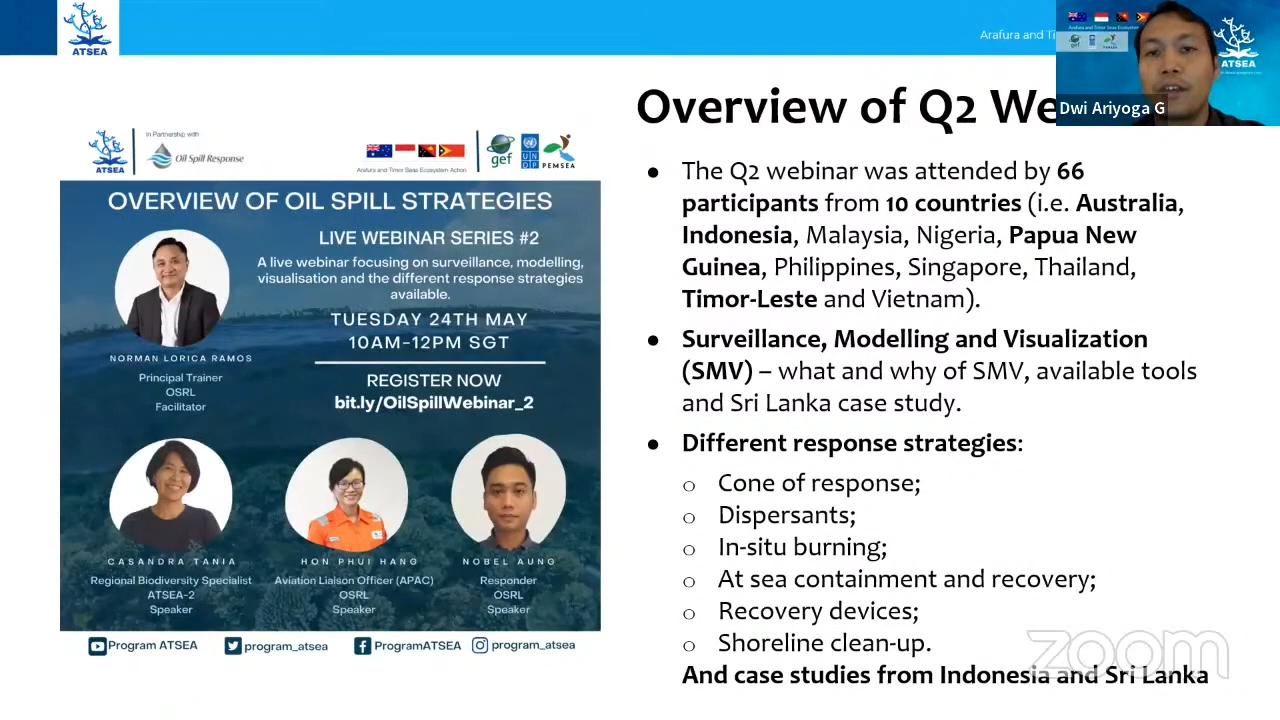 ATSEA
Arafura and Ti
ATSEA
Dwi Ariyoga G
Overview of Q2 We
In Partnership with
Oil Spill Response
ATSEA
Arafura and Timor Seas Ecosystem Action
gef
UN
DP
PEMSEA
OVERVIEW OF OIL SPILL STRATEGIES
LIVE WEBINAR SERIES #2
A live webinar focusing on surveillance, modelling,
visualisation and the different response strategies
available.
TUESDAY 24TH MAY
10AM-12PM SGT
REGISTER NOW
bit.ly/OilSpillWebinar_2
NORMAN LORICA RAMOS
Principal Trainer
OSRL
Facilitator
CASANDRA TANIA
Regional Biodiversity Specialist
ATSEA-2
Speaker
HON PHUI HANG
Aviation Liaison Officer (APAC)
OSRL
Speaker
NOBEL AUNG
Responder
OSRL
Speaker
Program ATSEA
program_atsea
ProgramATSEA
program_atsea
● The Q2 webinar was attended by 66
participants from 10 countries (i.e. Australia,
Indonesia, Malaysia, Nigeria, Papua New
Guinea, Philippines, Singapore, Thailand,
Timor-Leste and Vietnam).
● Surveillance, Modelling and Visualization
(SMV) – what and why of SMV, available tools
and Sri Lanka case study.
● Different response strategies:
○ Cone of response;
○ Dispersants;
○ In-situ burning;
○ At sea containment and recovery;
○ Recovery devices;
○ Shoreline clean-up.
And case studies from Indonesia and Sri Lanka
zoom